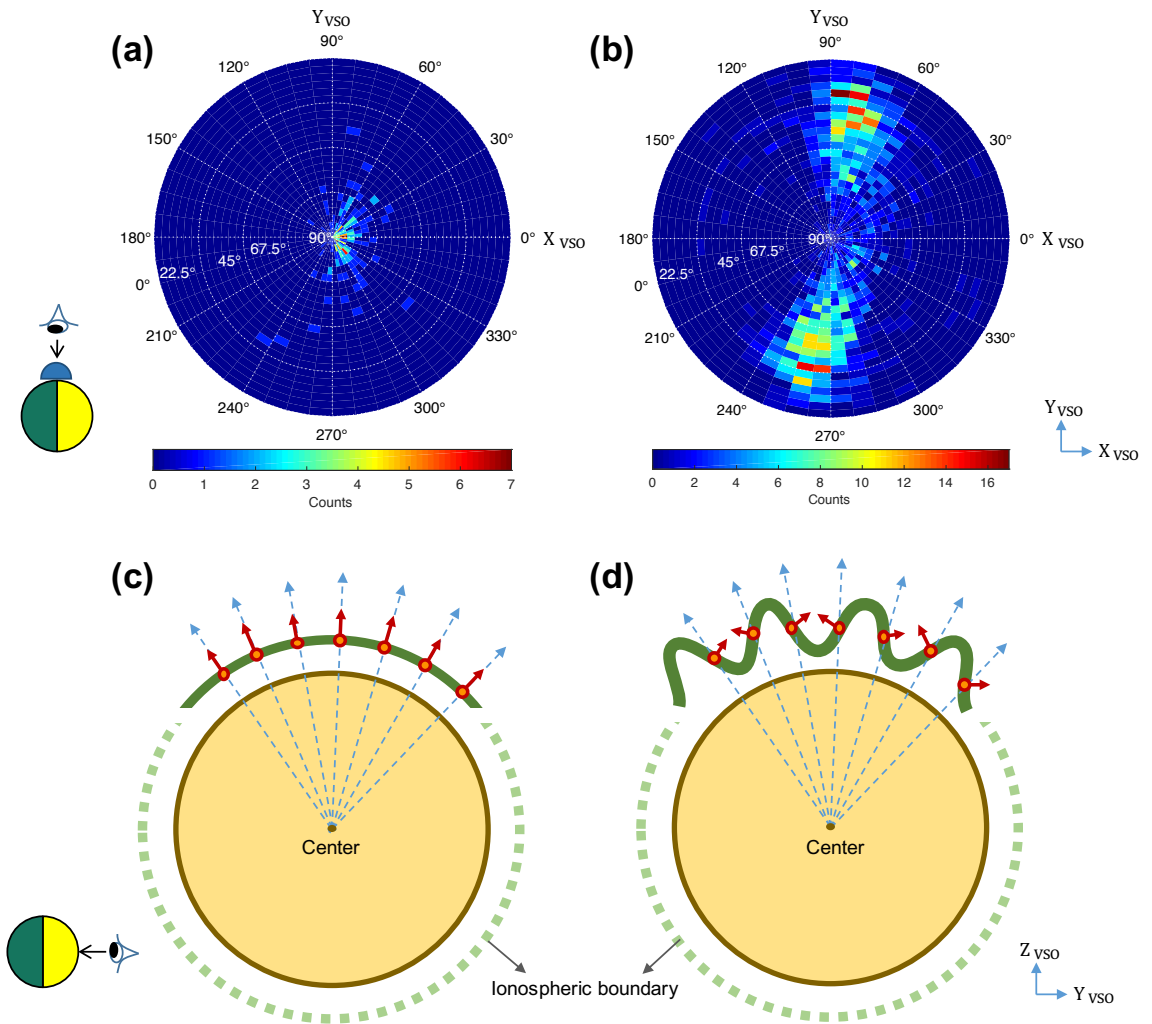 (a)
Y VSO
90°
120°
60°
150°
30°
180°
90°
67.5°
45°
22.5°
0°
0°
X VSO
210°
330°
240°
300°
270°
0 1 2 3 4 5 6 7
Counts
(b)
Y VSO
90°
120°
60°
150°
30°
180°
90°
67.5°
45°
22.5°
0°
0°
X VSO
210°
330°
240°
300°
270°
0 2 4 6 8 10 12 14 16
Counts
Y VSO
X VSO
(c)
Center
(d)
Center
Ionospheric boundary
Z VSO
Y VSO